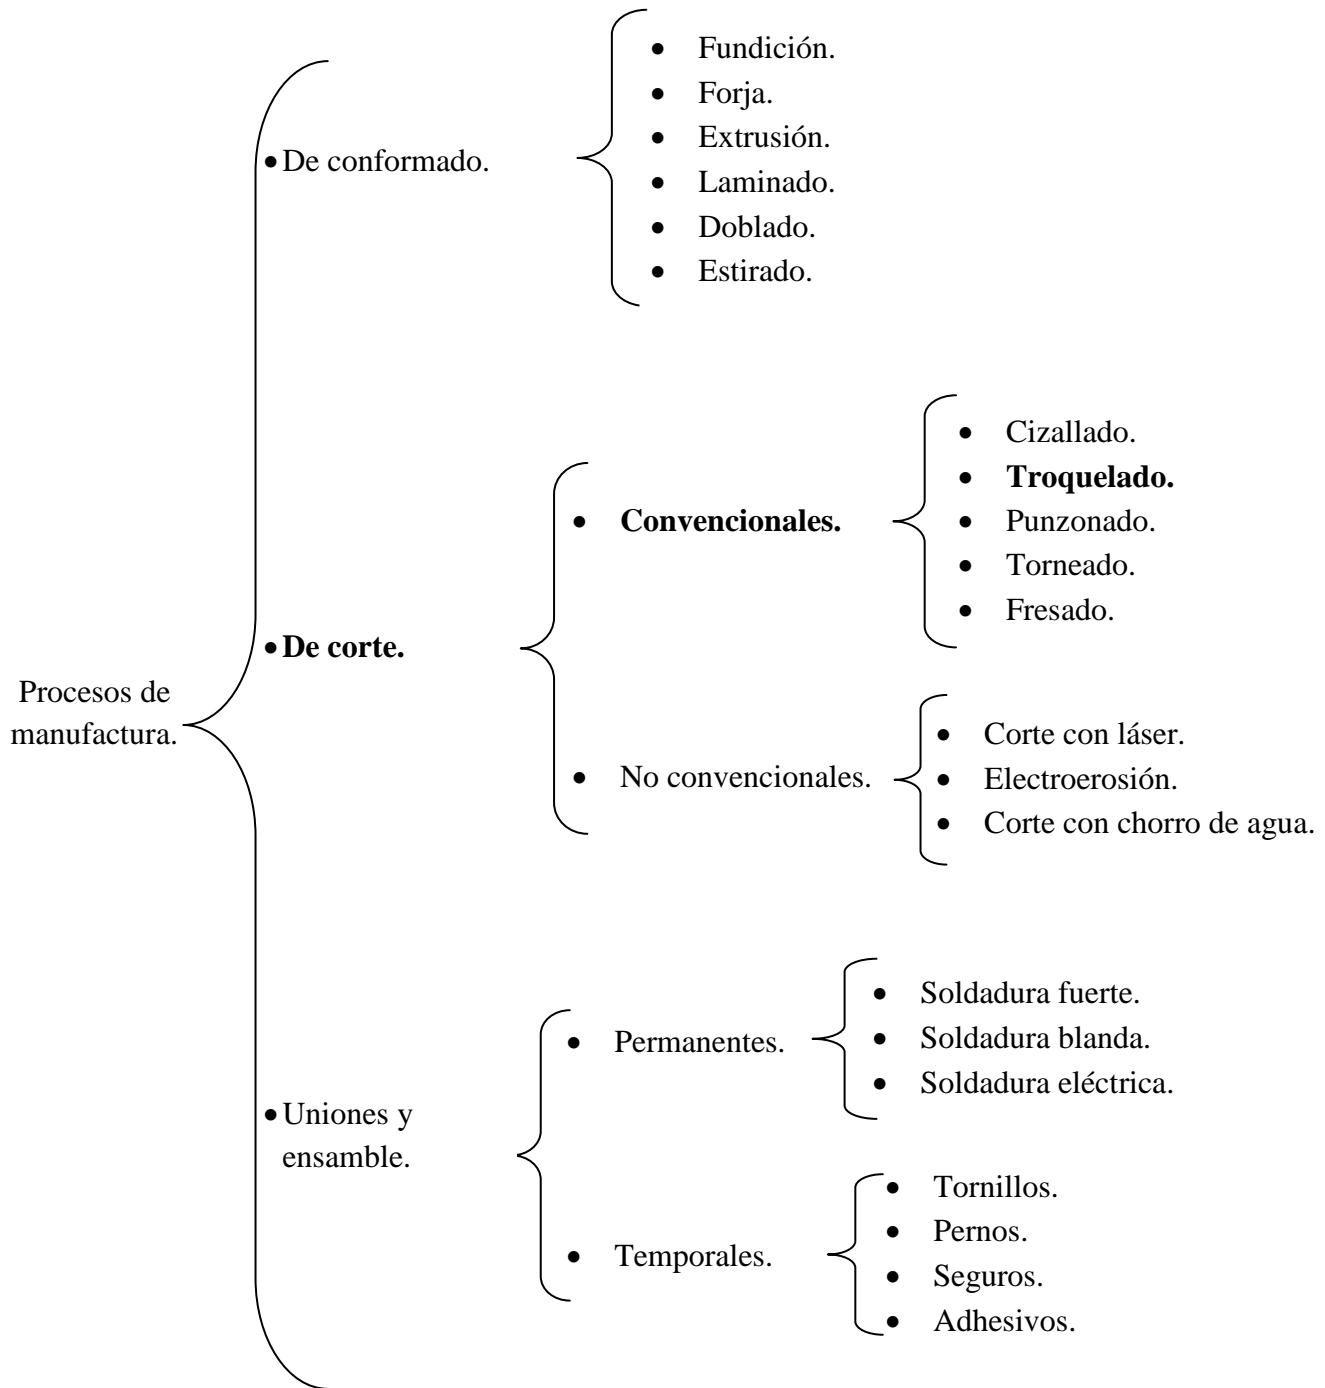 Procesos de
manufactura.
• De conformado.
• Fundición.
• Forja.
• Extrusión.
• Laminado.
• Doblado.
• Estirado.
• De corte.
• Convencionales.
• Cizallado.
• Troquelado.
• Punzonado.
• Torneado.
• Fresado.
• No convencionales.
• Corte con láser.
• Electroerosión.
• Corte con chorro de agua.
• Uniones y
ensamble.
• Permanentes.
• Soldadura fuerte.
• Soldadura blanda.
• Soldadura eléctrica.
• Temporales.
• Tornillos.
• Pernos.
• Seguros.
• Adhesivos.